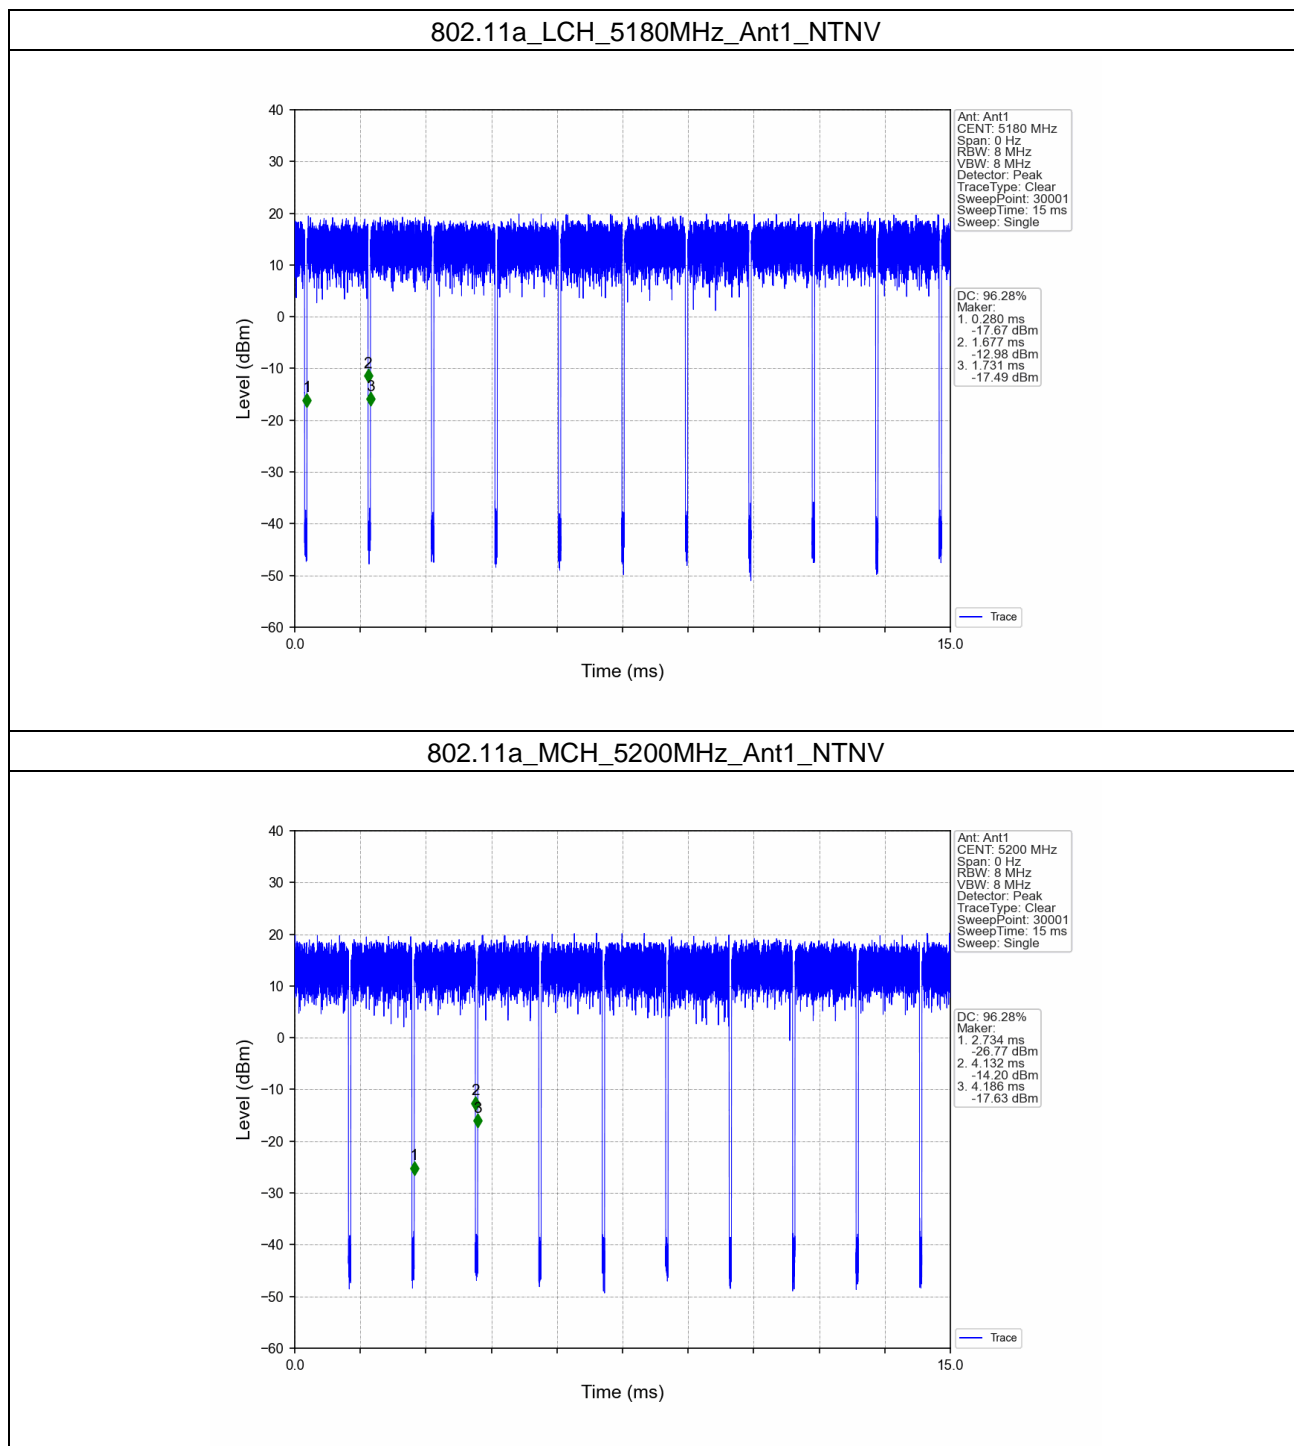 802.11a_LCH_5180MHz_Ant1_NTNV
40
30
20
10
0
−10
−20
−30
−40
−50
−60
Level (dBm)
0.0
15.0
Time (ms)
1
2
3
Ant: Ant1
CENT: 5180 MHz
Span: 0 Hz
RBW: 8 MHz
VBW: 8 MHz
Detector: Peak
TraceType: Clear
SweepPoint: 30001
SweepTime: 15 ms
Sweep: Single
DC: 96.28%
Maker:
1. 0.280 ms
-17.67 dBm
2. 1.677 ms
-12.98 dBm
3. 1.731 ms
-17.49 dBm
Trace
802.11a_MCH_5200MHz_Ant1_NTNV
40
30
20
10
0
−10
−20
−30
−40
−50
−60
Level (dBm)
0.0
15.0
Time (ms)
1
2
3
Ant: Ant1
CENT: 5200 MHz
Span: 0 Hz
RBW: 8 MHz
VBW: 8 MHz
Detector: Peak
TraceType: Clear
SweepPoint: 30001
SweepTime: 15 ms
Sweep: Single
DC: 96.28%
Maker:
1. 2.734 ms
-26.77 dBm
2. 4.132 ms
-14.20 dBm
3. 4.186 ms
-17.63 dBm
Trace